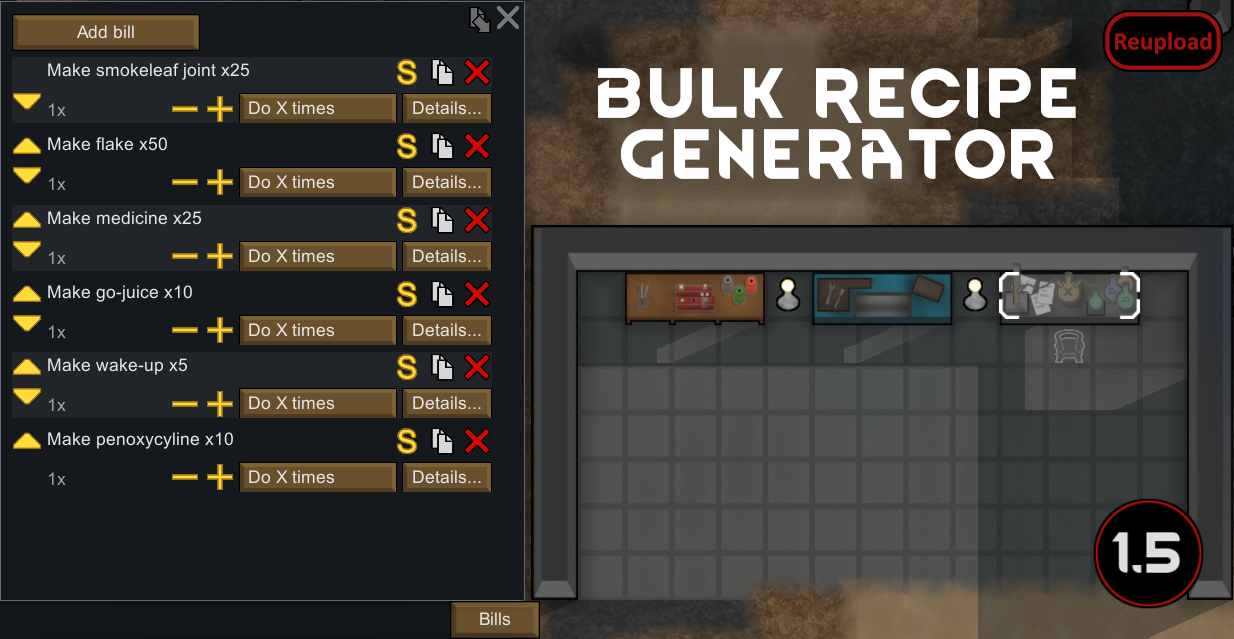 Add bill
Make smokeleaf joint x25
S
1x
Do X times
Details...
Make flake x50
S
1x
Do X times
Details...
Make medicine x25
S
1x
Do X times
Details...
Make go-juice x10
S
1x
Do X times
Details...
Make wake-up x5
S
1x
Do X times
Details...
Make penoxycyline x10
S
1x
Do X times
Details...
Bills
Reupload
BULK RECIPE
GENERATOR
1.5